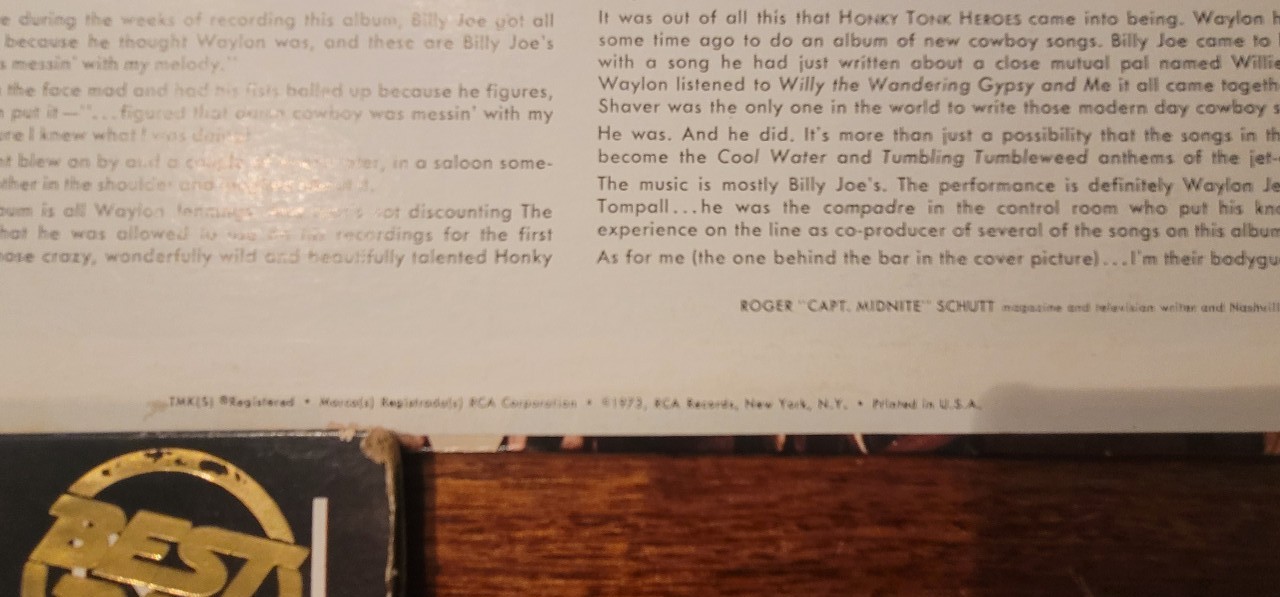 during the weeks of recording this album, Billy Joe got all
because he thought Waylon was, and these are Billy Joe's
messin' with my melody."
the face mad and had his fists balled up because he figures,
put it—"...figured that cowboy was messin' with my
I knew what I was
blew on by and a in a saloon some-
in the shoulder and
is all Waylon Jennings not discounting The
he was allowed to use on his recordings for the first
crazy, wonderfully wild and beautifully talented Honky
It was out of all this that HONKY TONK HEROES came into being. Waylon
some time ago to do an album of new cowboy songs. Billy Joe came to
with a song he had just written about a close mutual pal named Willie
Waylon listened to Willy the Wandering Gypsy and Me it all came togeth
Shaver was the only one in the world to write those modern day cowboy s
He was. And he did. It's more than just a possibility that the songs in th
become the Cool Water and Tumbling Tumbleweed anthems of the jet-
The music is mostly Billy Joe's. The performance is definitely Waylon Je
Tompall...he was the compadre in the control room who put his kno
experience on the line as co-producer of several of the songs on this album
As for me (the one behind the bar in the cover picture)...I'm their bodygu
ROGER "CAPT. MIDNITE" SCHUTT magazine and television writer and Nashvill
TMK(S) ®Registered • Marca(s) Registrada(s) RCA Corporation • ©1973, RCA Records, New York, N.Y. • Printed in U.S.A.
BEST